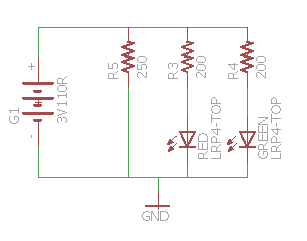 +
G1
3V110R
-
R5
250
R3
200
R4
200
RED
LRP4-TOP
GREEN
LRP4-TOP
GND